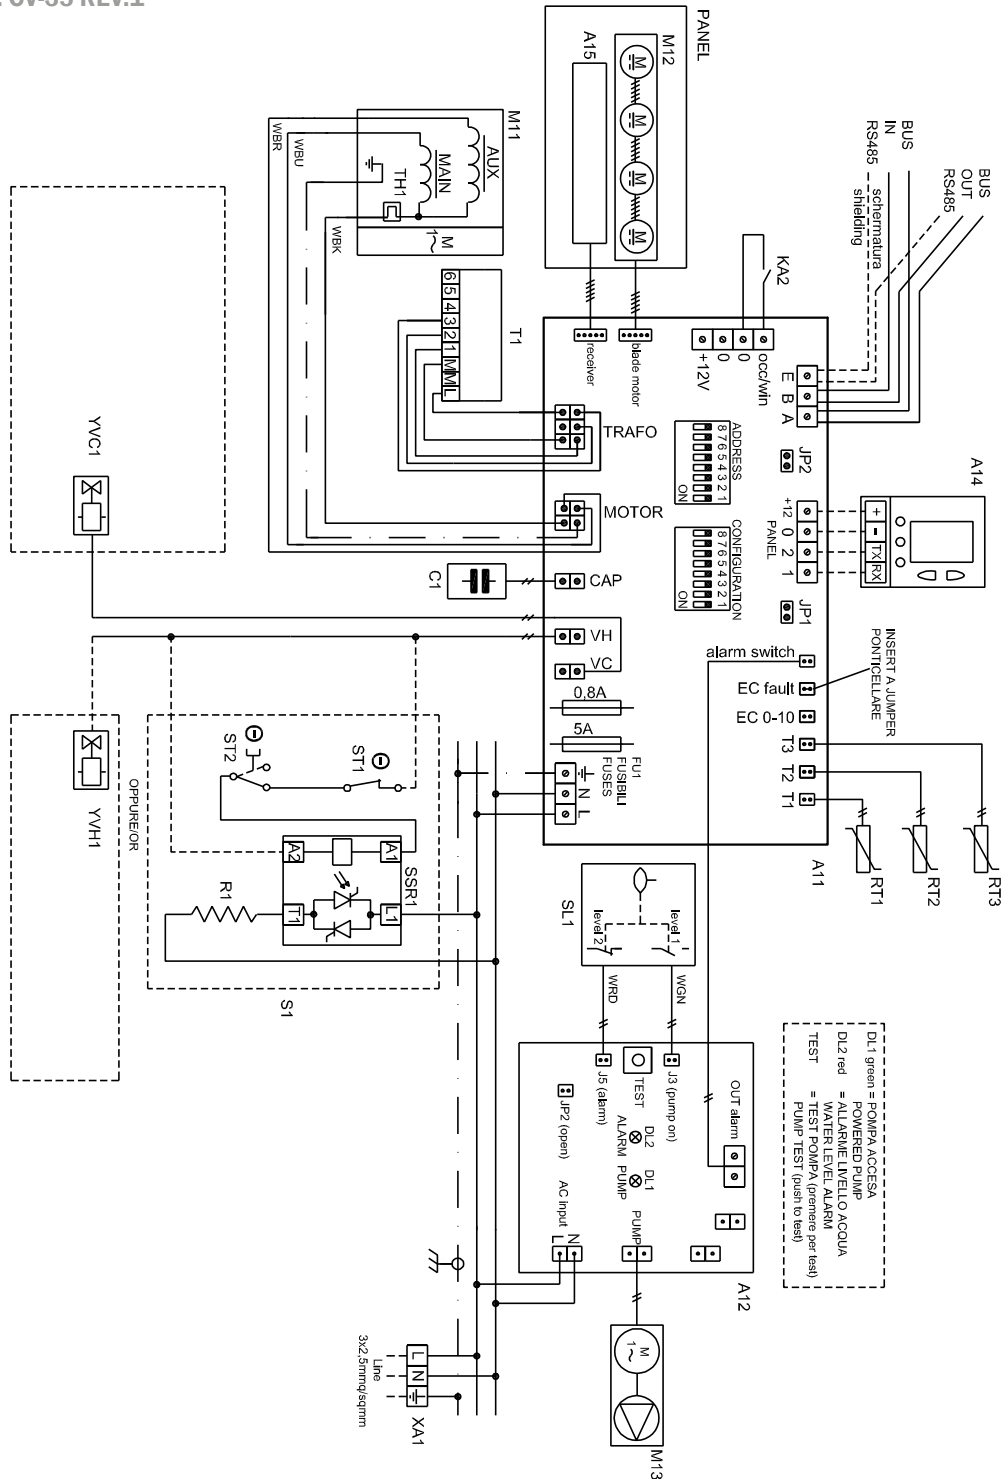 CV-35 REV.1
PANEL
A15
M12
M
M
M
M
BUS
IN
RS485
BUS
OUT
RS485
schermatura
shielding
KA2
M11
AUX
MAIN
TH1
M
1~
WBR
WBU
WBK
T1
6 5 4 3 2 1 M M L
receiver
blade motor
+12V
0
0
occ/win
E B A
TRAFO
MOTOR
CAP
C1
VH
VC
ADDRESS
8 7 6 5 4 3 2 1
ON
CONFIGURATION
8 7 6 5 4 3 2 1
ON
JP2
A14
+ - TX RX
+12 0 2 1
PANEL
JP1
alarm switch
EC fault
EC 0-10
T3
T2
T1
INSERT A JUMPER
PONTICELLARE
0,8A
5A
FU1
FUSIBILI
FUSES
N
L
A11
RT1
RT2
RT3
YVC1
YVH1
OPPURE/OR
ST2
ST1
SSR1
A2
A1
T1
L1
R1
S1
SL1
level 1
level 2
WRD
WGN
DL1 green = POMPA ACCESA
POWERED PUMP
DL2 red = ALLARME LIVELLO ACQUA
WATER LEVEL ALARM
TEST = TEST POMPA (premere per test)
PUMP TEST (push to test)
OUT alarm
J3 (pump on)
TEST
J5 (alarm)
JP2 (open)
DL2
ALARM
DL1
PUMP
PUMP
AC input
L N
A12
M
1~
M13
L N
XA1
Line
3x2,5mmq/sqmm